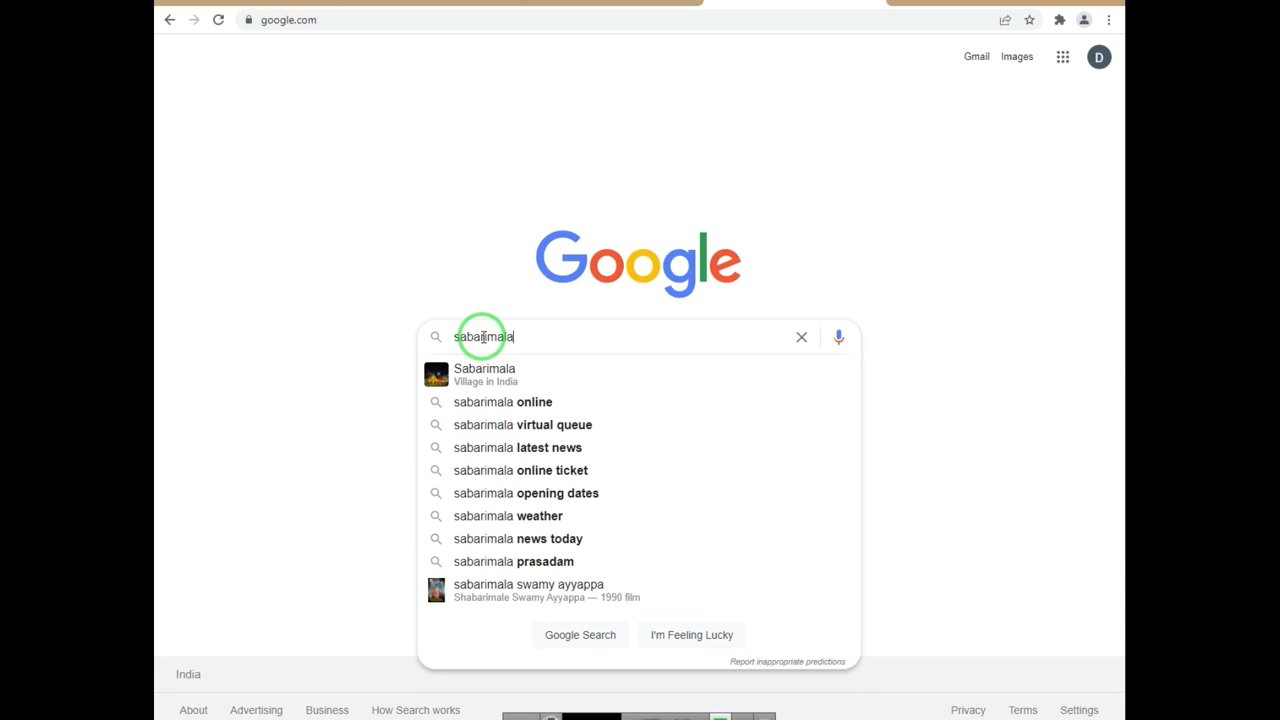 google.com
Gmail Images
D
Google
sabarimala
Sabarimala
Village in India
sabarimala online
sabarimala virtual queue
sabarimala latest news
sabarimala online ticket
sabarimala opening dates
sabarimala weather
sabarimala news today
sabarimala prasadam
sabarimala swamy ayyappa
Shabarimale Swamy Ayyappa — 1990 film
Google Search I'm Feeling Lucky
Report inappropriate predictions
India
About Advertising Business How Search works Privacy Terms Settings